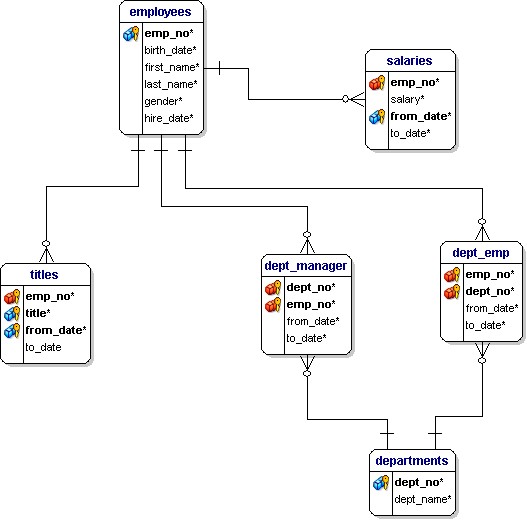 employees
emp_no*
birth_date*
first_name*
last_name*
gender*
hire_date*
salaries
emp_no*
salary*
from_date*
to_date*
titles
emp_no*
title*
from_date*
to_date
dept_manager
dept_no*
emp_no*
from_date*
to_date*
dept_emp
emp_no*
dept_no*
from_date*
to_date*
departments
dept_no*
dept_name*